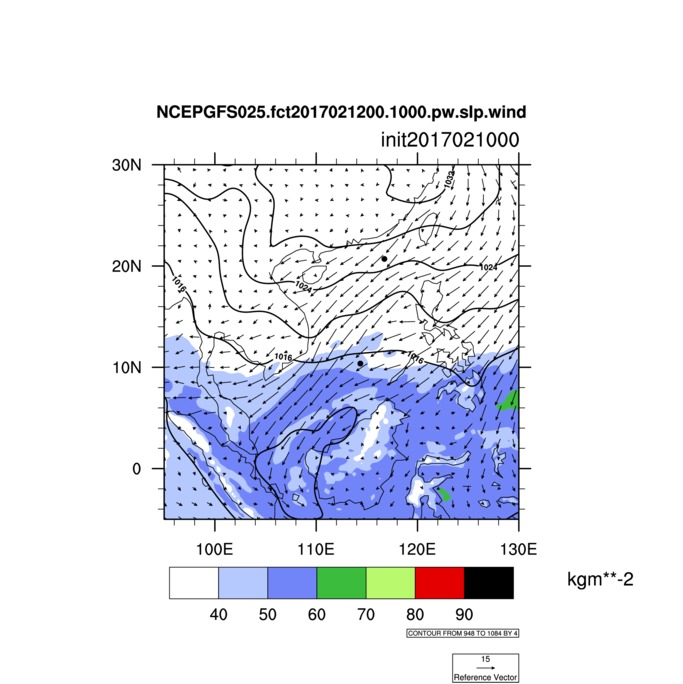 NCEPGFS025.fct2017021200.1000.pw.slp.wind
init2017021000
30N
1032
20N
1024
1016
1024
1016
1016
10N
0
100E
110E
120E
130E
kgm**-2
40
50
60
70
80
90
CONTOUR FROM 948 TO 1084 BY 4
15
Reference Vector